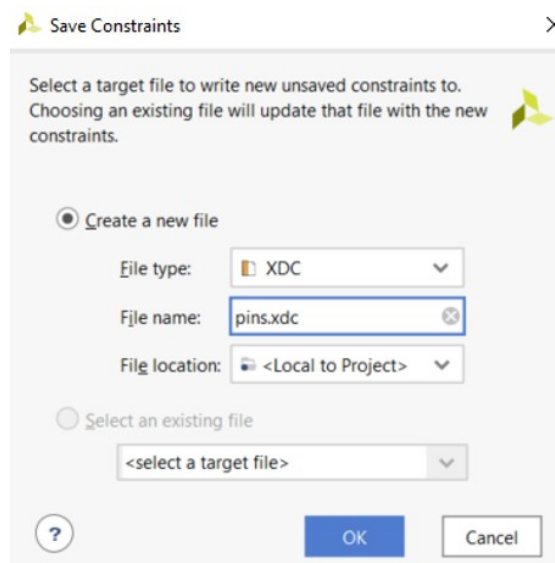 Save Constraints
Select a target file to write new unsaved constraints to.
Choosing an existing file will update that file with the new
constraints.
Create a new file
File type: XDC
File name: pins.xdc
File location: <Local to Project>
Select an existing file
<select a target file>
? OK Cancel